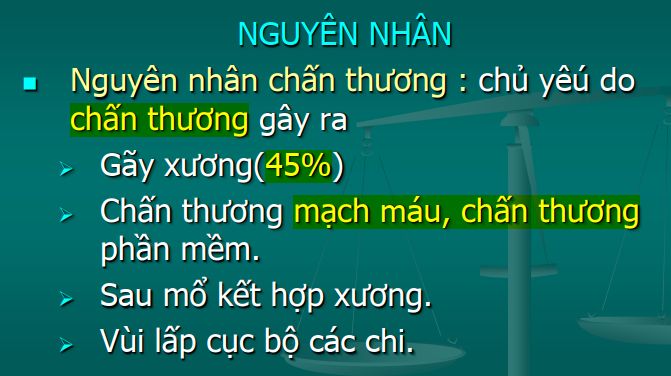 NGUYÊN NHÂN
Nguyên nhân chấn thương : chủ yêú do
chấn thương gây ra
Gãy xương(45%)
Chấn thương mạch máu, chấn thương
phần mềm.
Sau mổ kết hợp xương.
Vùi lấp cục bộ các chi.